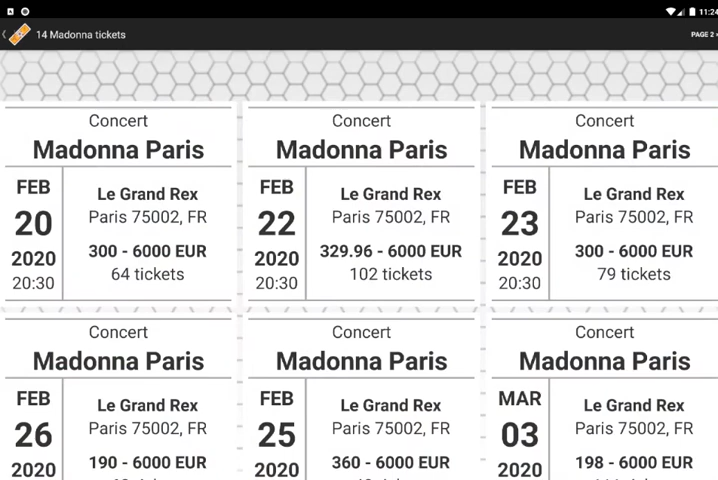 11:24
14 Madonna tickets
PAGE 2
Concert
Madonna Paris
FEB
20
2020
20:30
Le Grand Rex
Paris 75002, FR
300 - 6000 EUR
64 tickets
Concert
Madonna Paris
FEB
22
2020
20:30
Le Grand Rex
Paris 75002, FR
329.96 - 6000 EUR
102 tickets
Concert
Madonna Paris
FEB
23
2020
20:30
Le Grand Rex
Paris 75002, FR
300 - 6000 EUR
79 tickets
Concert
Madonna Paris
FEB
26
2020
Le Grand Rex
Paris 75002, FR
190 - 6000 EUR
Concert
Madonna Paris
FEB
25
2020
Le Grand Rex
Paris 75002, FR
360 - 6000 EUR
Concert
Madonna Paris
MAR
03
2020
Le Grand Rex
Paris 75002, FR
198 - 6000 EUR